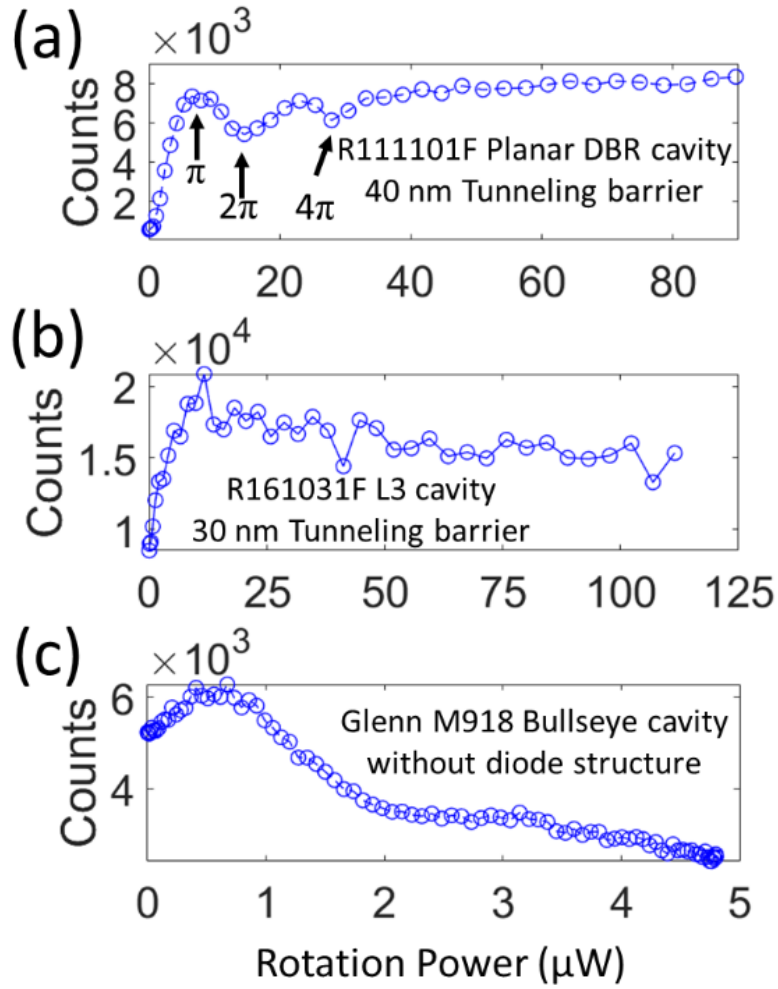 (a)
× 10³
Counts
8
6
4
2
π
2π
4π
R111101F Planar DBR cavity
40 nm Tunneling barrier
0 20 40 60 80
(b)
× 10⁴
Counts
2
1.5
1
R161031F L3 cavity
30 nm Tunneling barrier
0 25 50 75 100 125
(c)
× 10³
Counts
6
4
Glenn M918 Bullseye cavity
without diode structure
0 1 2 3 4 5
Rotation Power (μW)